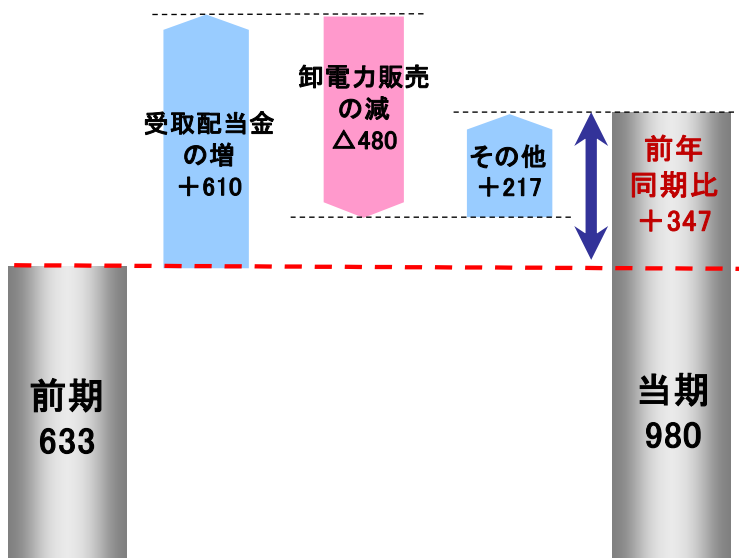 前期
633
受取配当金
の増
＋610
卸電力販売
の減
△480
その他
＋217
前年
同期比
＋347
当期
980